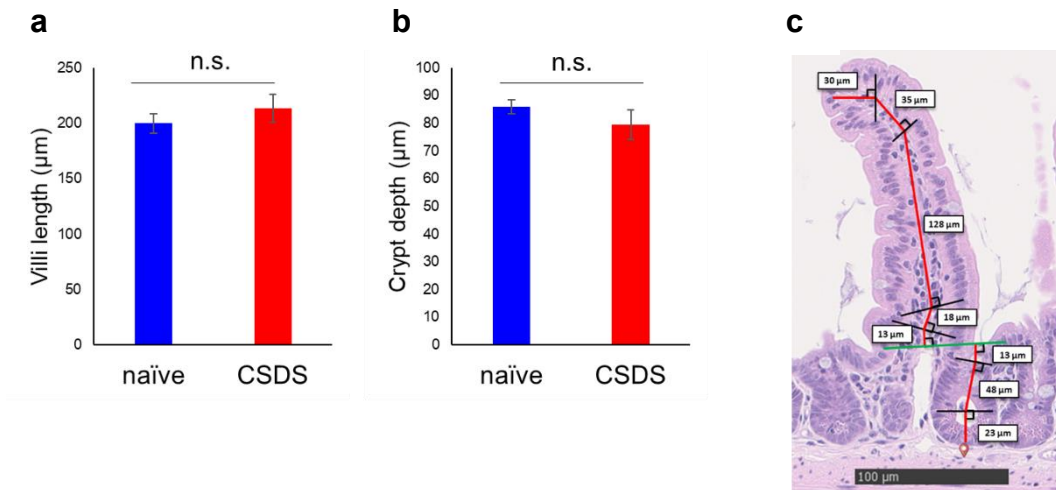 a
n.s.
250
200
150
100
50
0
Villi length (µm)
naïve
CSDS
b
n.s.
100
90
80
70
60
50
40
30
20
10
0
Crypt depth (µm)
naïve
CSDS
c
30 µm
35 µm
128 µm
18 µm
13 µm
13 µm
48 µm
23 µm
100 µm